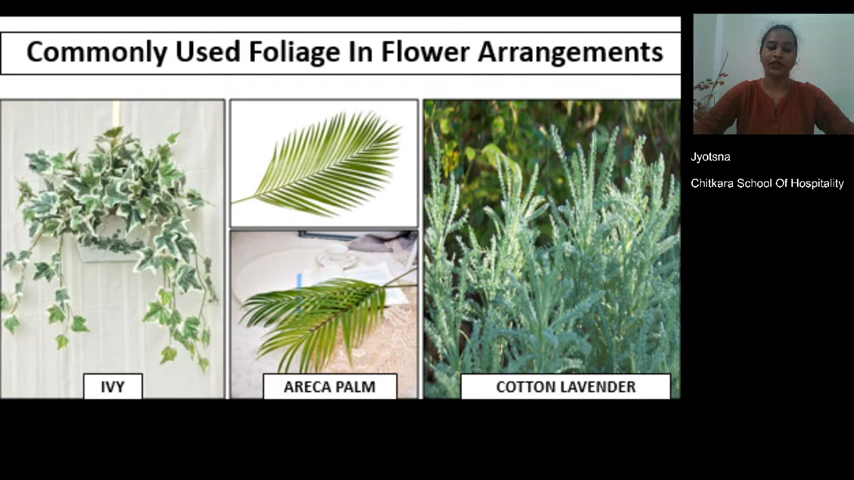 Commonly Used Foliage In Flower Arrangements
IVY
ARECA PALM
COTTON LAVENDER
Jyotsna
Chitkara School Of Hospitality